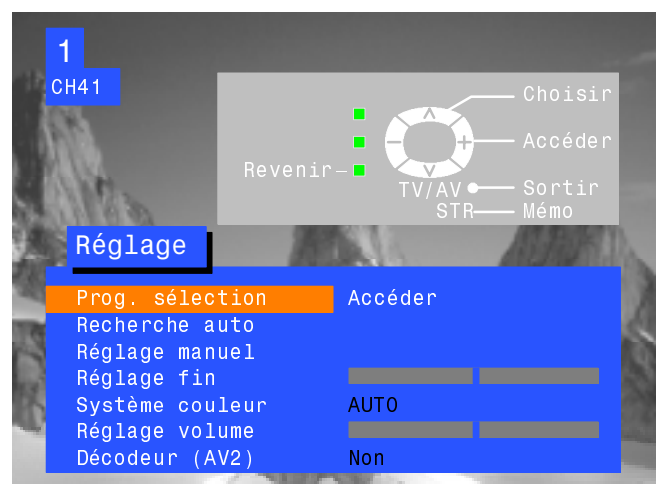 1
CH41
Choisir
Accéder
Revenir
TV/AV Sortir
STR Mémo
Réglage
Prog. sélection Accéder
Recherche auto
Réglage manuel
Réglage fin
Système couleur AUTO
Réglage volume
Décodeur (AV2) Non